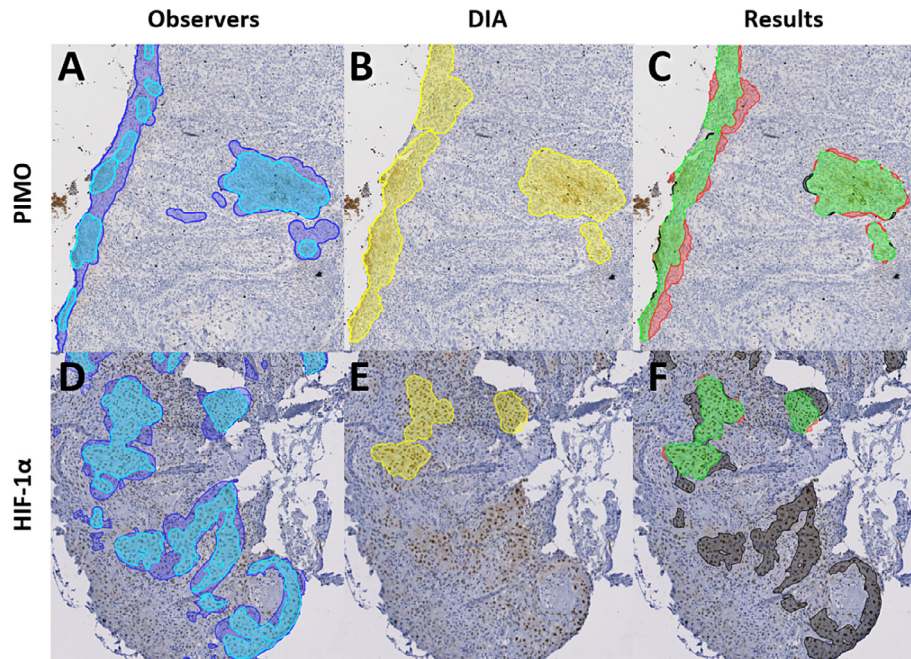 Observers DIA Results
PIMO
A B C
HIF-1α
D E F